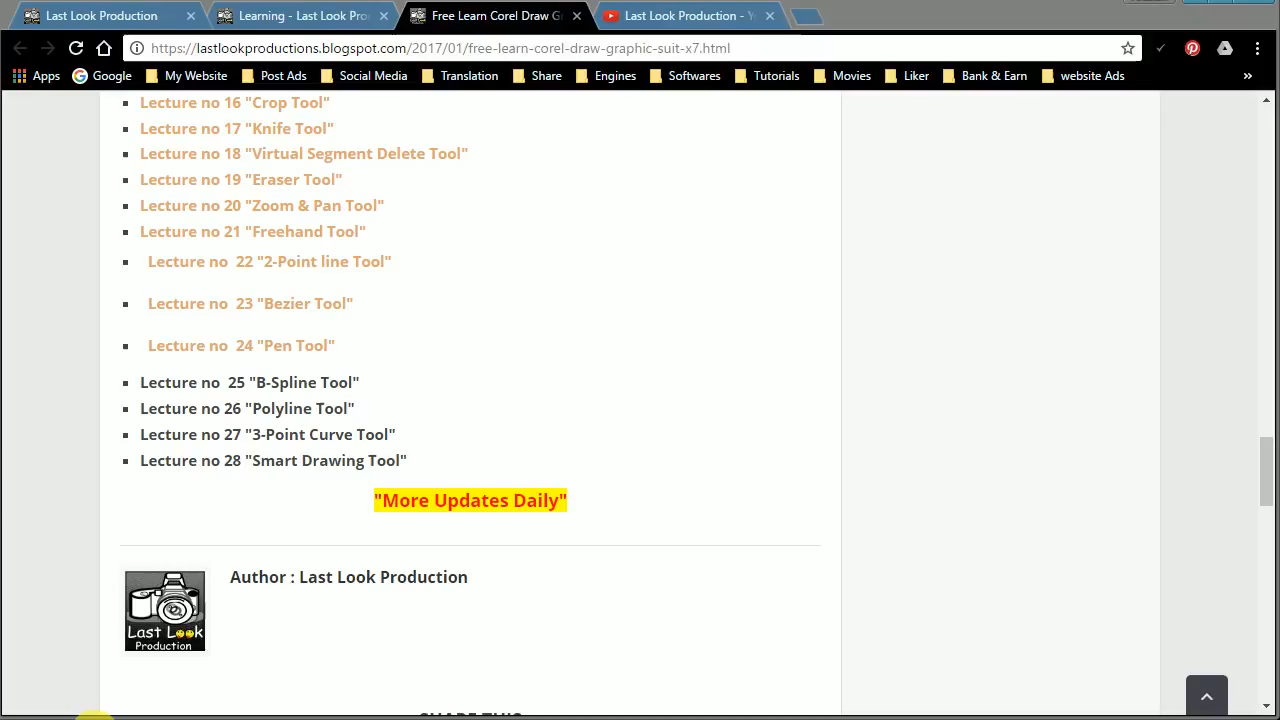 Last Look Production
Learning - Last Look Pro
Free Learn Corel Draw G
Last Look Production - Y
https://lastlookproductions.blogspot.com/2017/01/free-learn-corel-draw-graphic-suit-x7.html
Apps Google My Website Post Ads Social Media Translation Share Engines Softwares Tutorials Movies Liker Bank & Earn website Ads »
Lecture no 16 "Crop Tool"
Lecture no 17 "Knife Tool"
Lecture no 18 "Virtual Segment Delete Tool"
Lecture no 19 "Eraser Tool"
Lecture no 20 "Zoom & Pan Tool"
Lecture no 21 "Freehand Tool"
Lecture no 22 "2-Point line Tool"
Lecture no 23 "Bezier Tool"
Lecture no 24 "Pen Tool"
Lecture no 25 "B-Spline Tool"
Lecture no 26 "Polyline Tool"
Lecture no 27 "3-Point Curve Tool"
Lecture no 28 "Smart Drawing Tool"
"More Updates Daily"
Author : Last Look Production
Last Look
Production
SHARE THIS